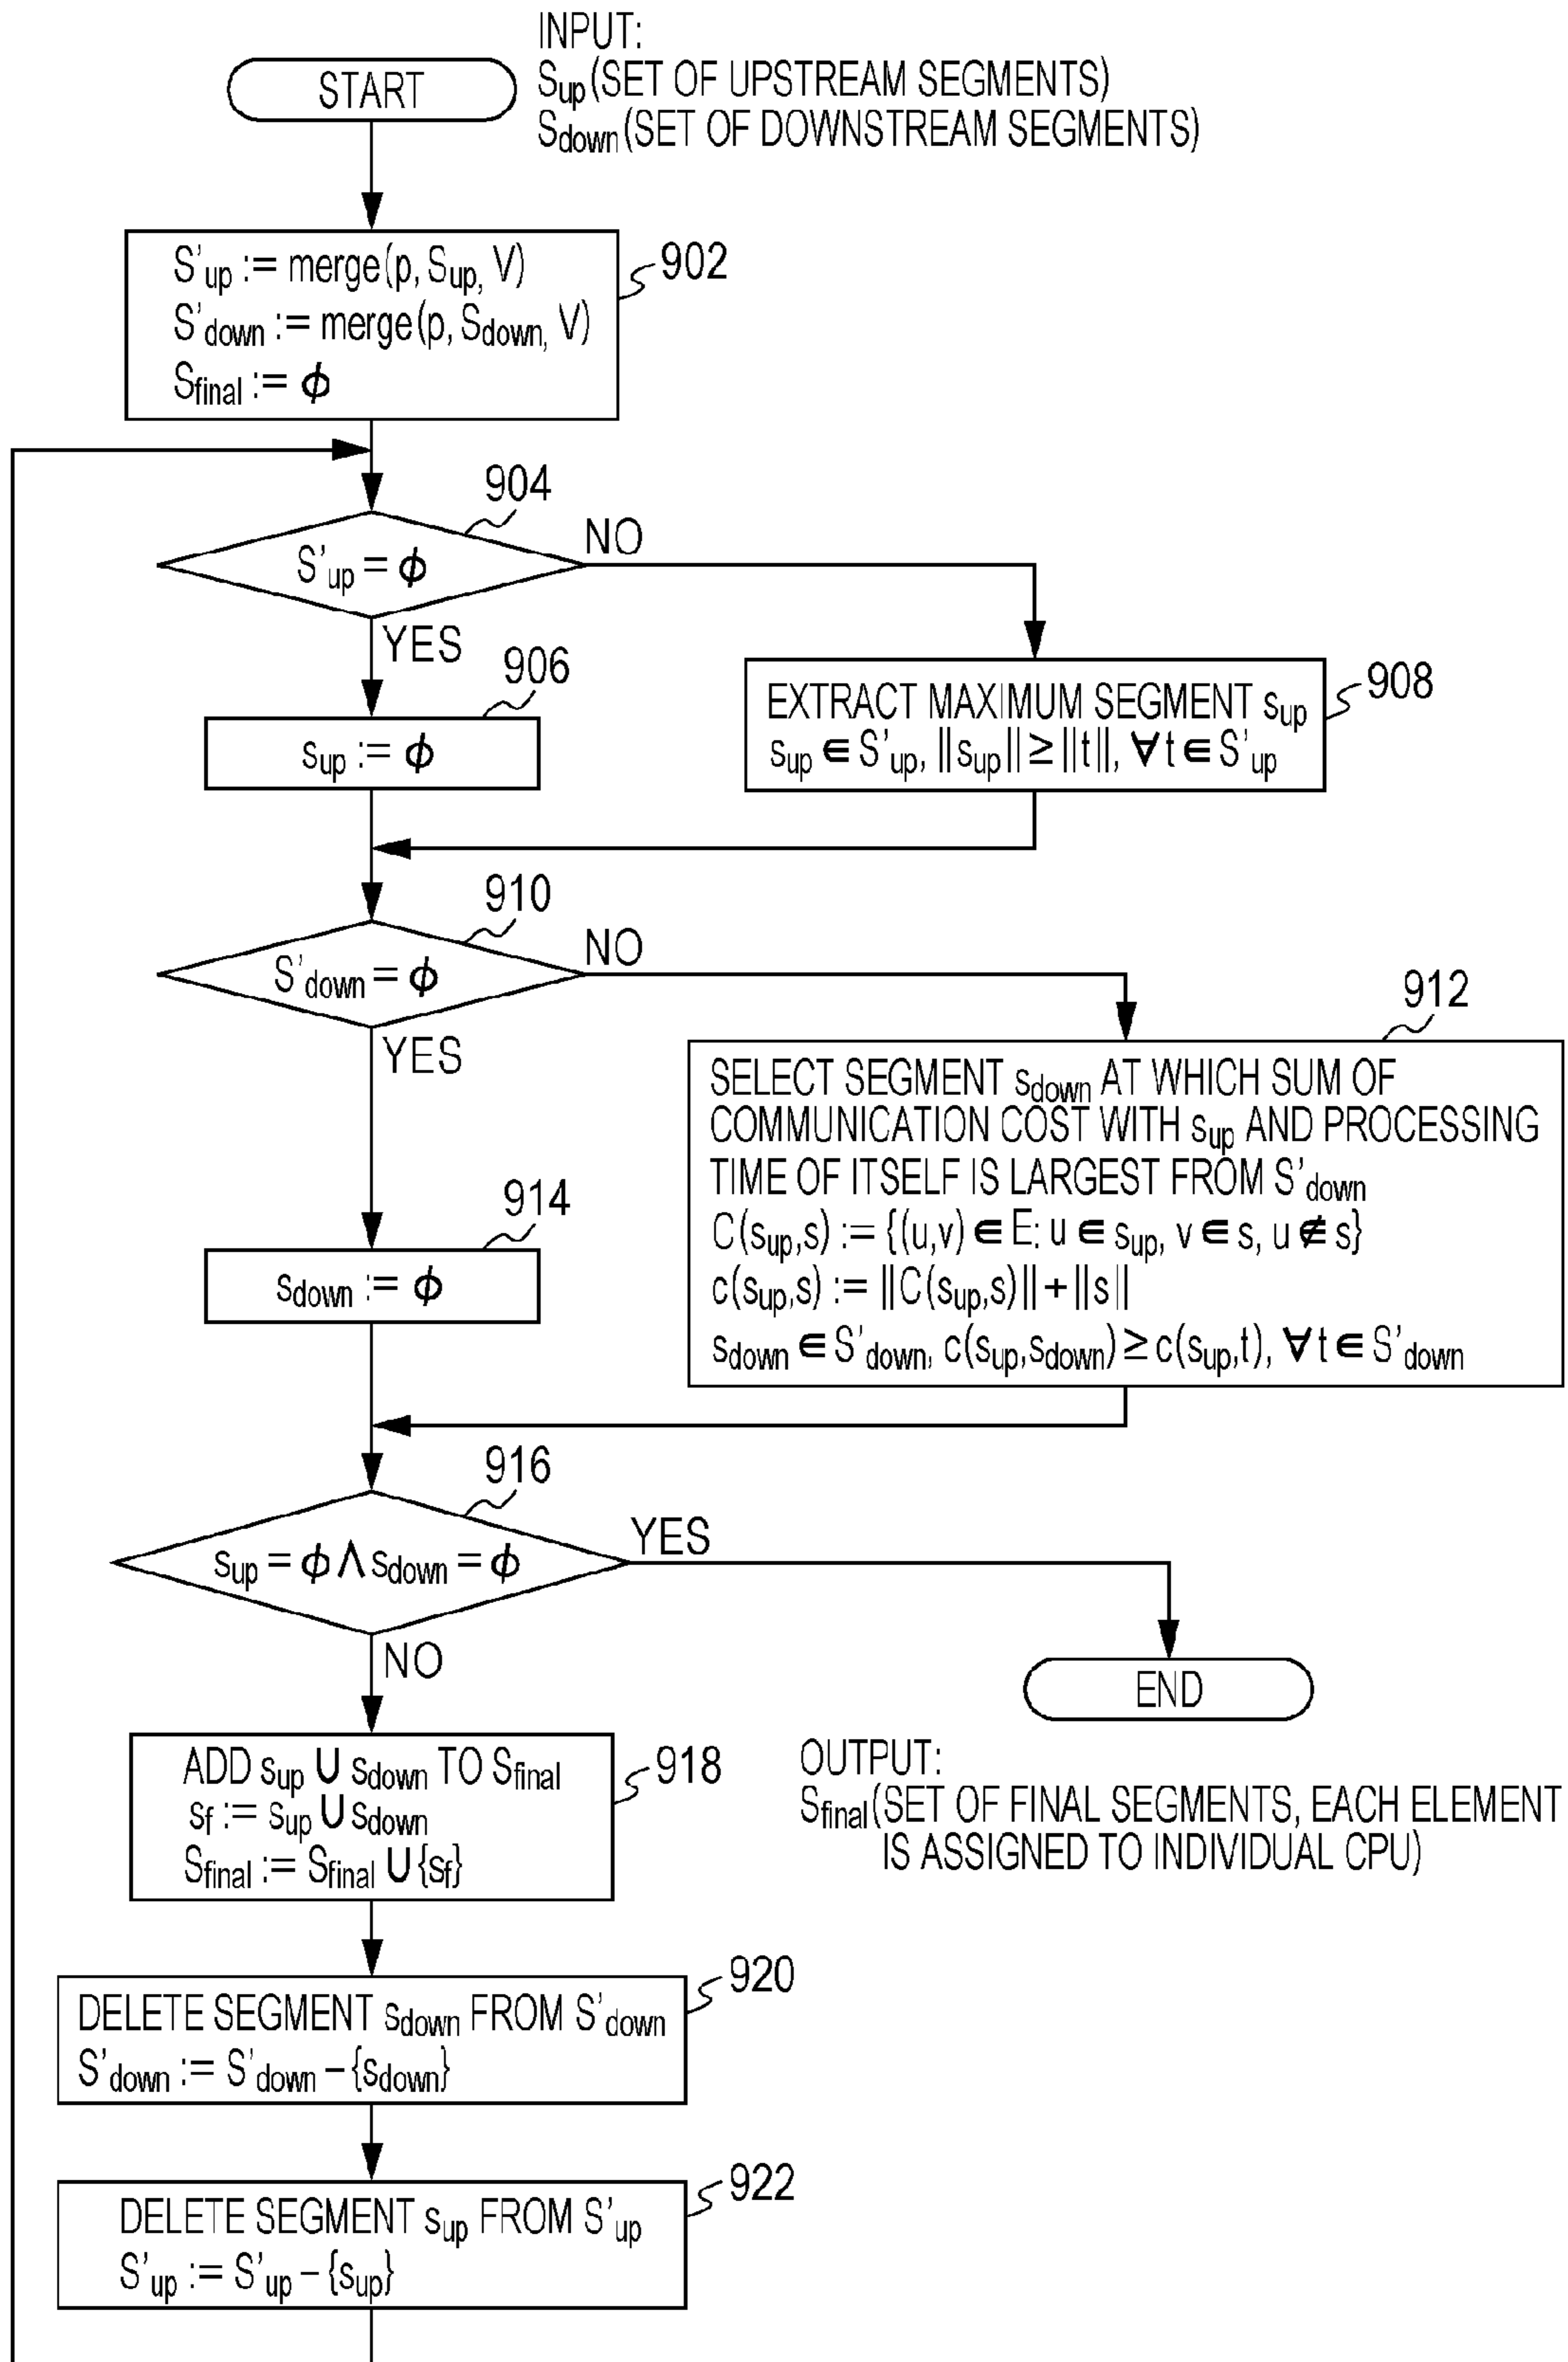 INPUT:
START
Sup (SET OF UPSTREAM SEGMENTS)
Sdown (SET OF DOWNSTREAM SEGMENTS)
S'up := merge(p, Sup, V)
902
S'down := merge(p, Sdown, V)
Sfinal := ϕ
904
NO
S'up = ϕ
YES
906
908
EXTRACT MAXIMUM SEGMENT sup
sup ∈ S'up, ||sup|| ≥ ||t||, ∀ t ∈ S'up
sup := ϕ
910
NO
S'down = ϕ
912
YES
SELECT SEGMENT sdown AT WHICH SUM OF
COMMUNICATION COST WITH sup AND PROCESSING
TIME OF ITSELF IS LARGEST FROM S'down
C(sup,s) := {(u,v) ∈ E: u ∈ sup, v ∈ s, u ∉ s}
c(sup,s) := ||C(sup,s)|| + ||s||
sdown ∈ S'down, c(sup,sdown) ≥ c(sup,t), ∀ t ∈ S'down
914
sdown := ϕ
916
YES
sup = ϕ ∧ sdown = ϕ
NO
END
ADD sup ∪ sdown TO Sfinal
918
sf := sup ∪ sdown
Sfinal := Sfinal ∪ {sf}
OUTPUT:
Sfinal (SET OF FINAL SEGMENTS, EACH ELEMENT
IS ASSIGNED TO INDIVIDUAL CPU)
920
DELETE SEGMENT sdown FROM S'down
S'down := S'down − {sdown}
922
DELETE SEGMENT sup FROM S'up
S'up := S'up − {sup}